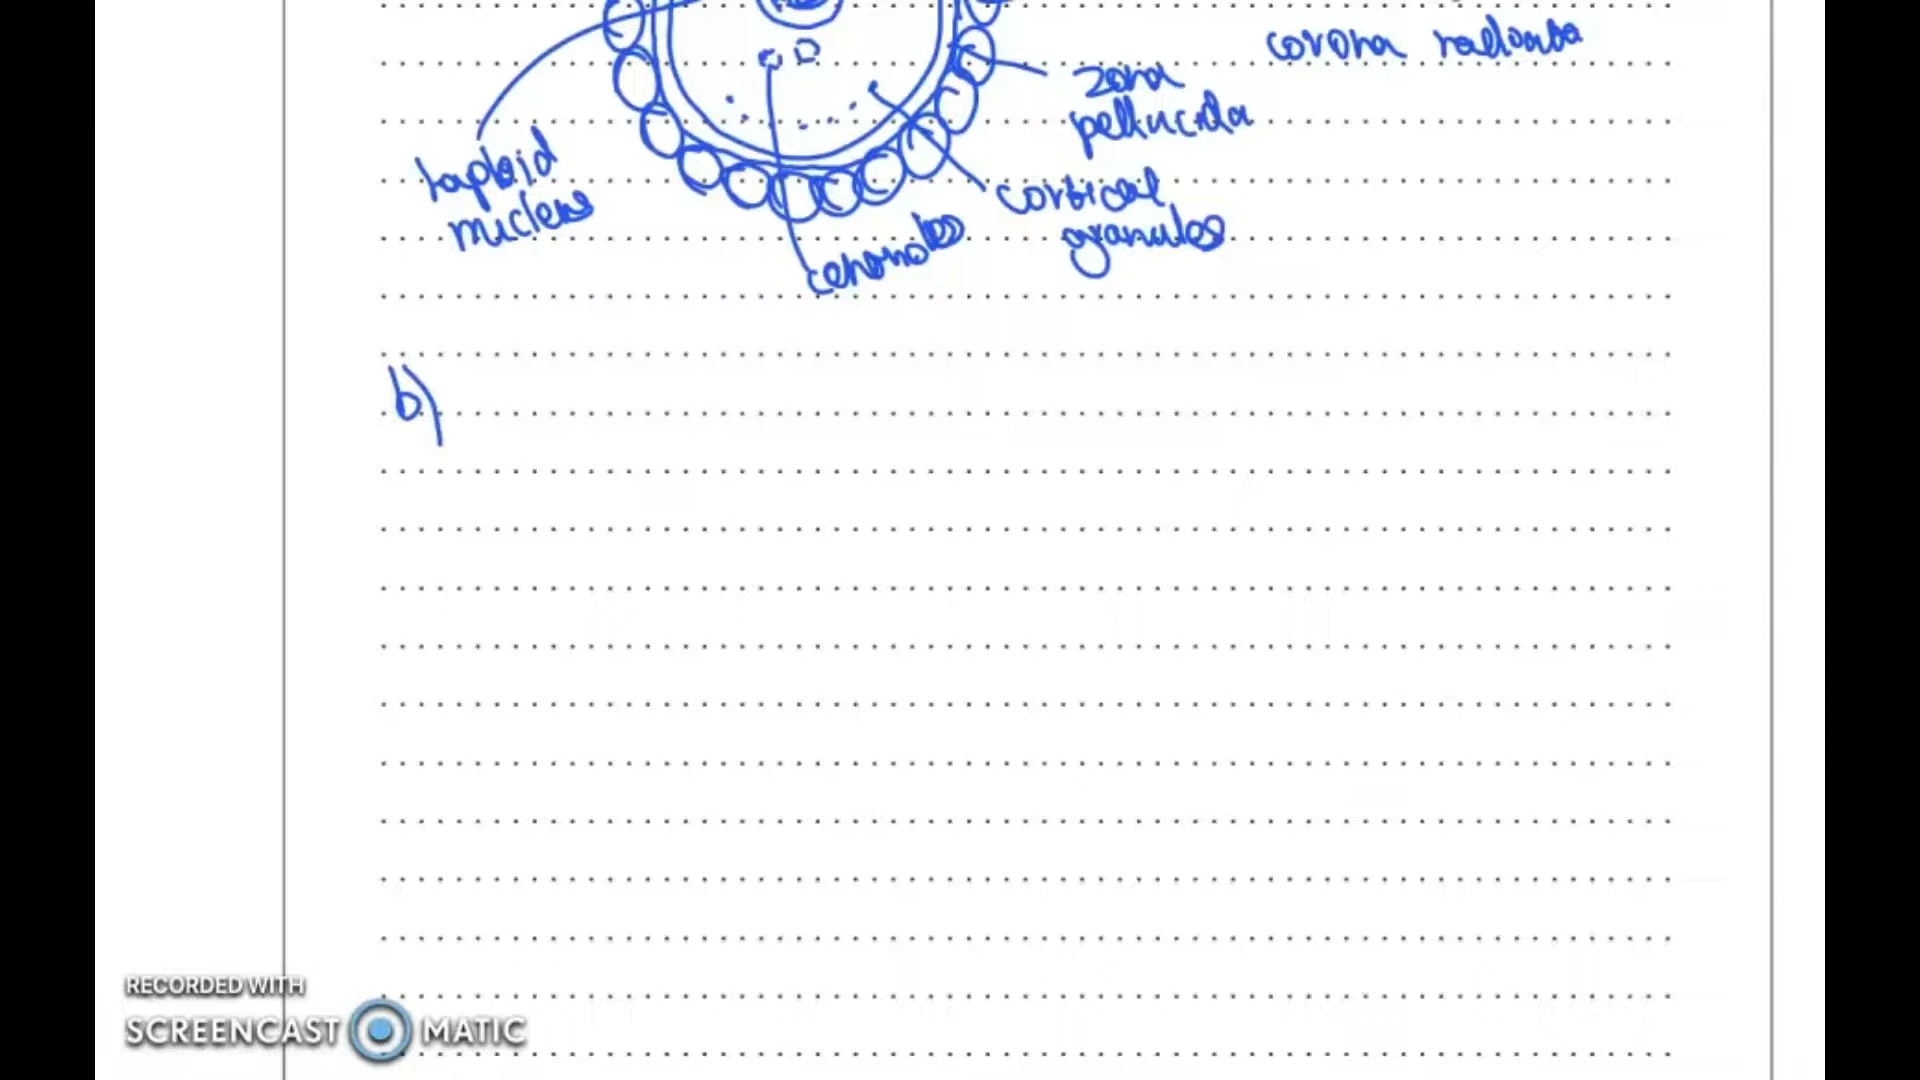 corona radiata
zona
pellucida
haploid
nucleus
cortical
granules
centrioles
b)
RECORDED WITH
SCREENCAST MATIC